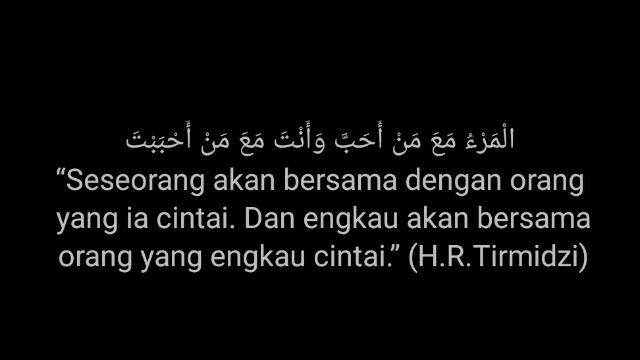 الْمَرْءُ مَعَ مَنْ أَحَبَّ وَأَنْتَ مَعَ مَنْ أَحْبَبْتَ
“Seseorang akan bersama dengan orang
yang ia cintai. Dan engkau akan bersama
orang yang engkau cintai.” (H.R.Tirmidzi)